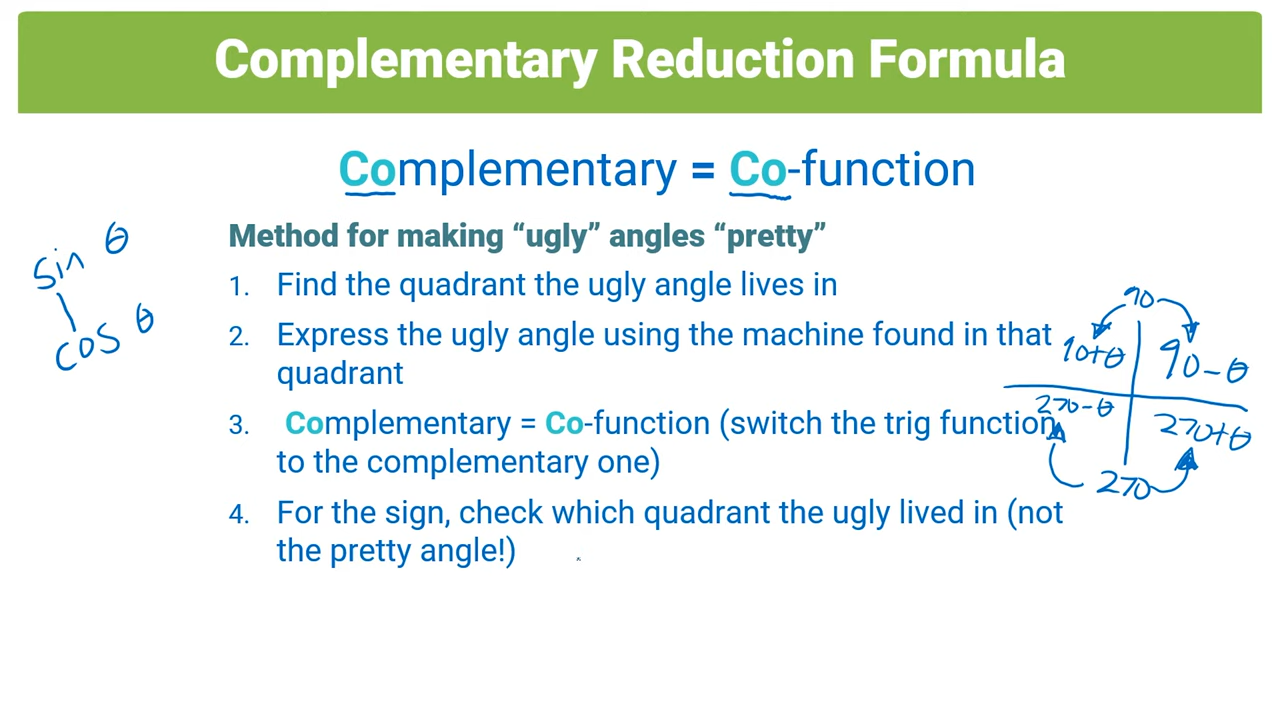 Complementary Reduction Formula
Complementary = Co-function
Method for making “ugly” angles “pretty”
1. Find the quadrant the ugly angle lives in
2. Express the ugly angle using the machine found in that
quadrant
3. Complementary = Co-function (switch the trig function
to the complementary one)
4. For the sign, check which quadrant the ugly lived in (not
the pretty angle!)
sin θ
cos θ
90
90+θ 90-θ
270-θ 270+θ
270